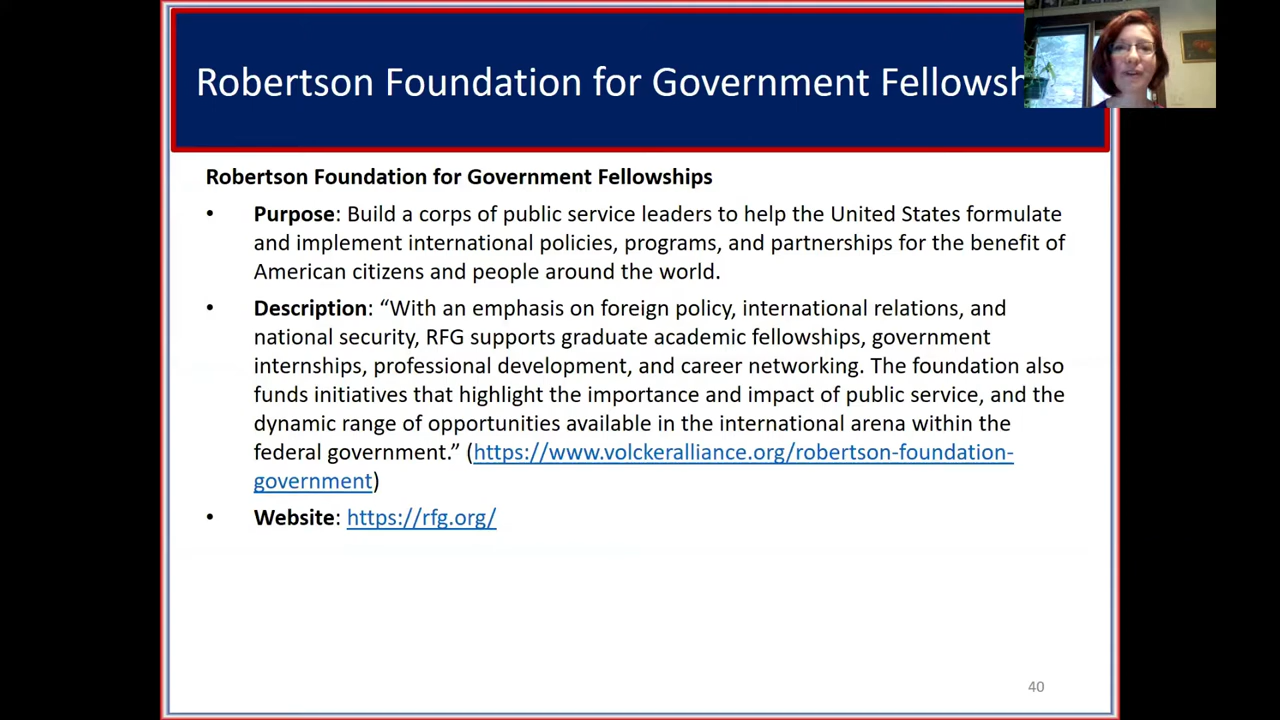 Robertson Foundation for Government Fellowsh
Robertson Foundation for Government Fellowships
• Purpose: Build a corps of public service leaders to help the United States formulate
and implement international policies, programs, and partnerships for the benefit of
American citizens and people around the world.
• Description: “With an emphasis on foreign policy, international relations, and
national security, RFG supports graduate academic fellowships, government
internships, professional development, and career networking. The foundation also
funds initiatives that highlight the importance and impact of public service, and the
dynamic range of opportunities available in the international arena within the
federal government.” (https://www.volckeralliance.org/robertson-foundation-
government)
• Website: https://rfg.org/
40